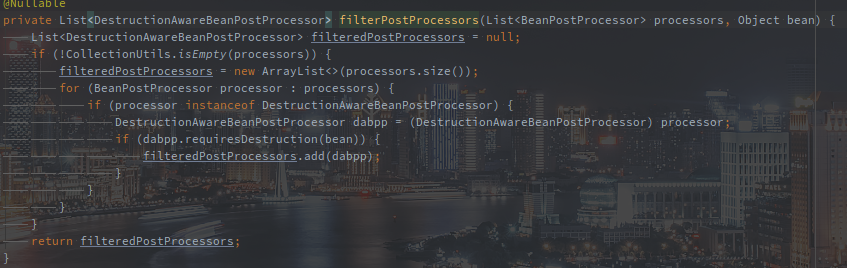 @Nullable
private List<DestructionAwareBeanPostProcessor> filterPostProcessors(List<BeanPostProcessor> processors, Object bean) {
List<DestructionAwareBeanPostProcessor> filteredPostProcessors = null;
if (!CollectionUtils.isEmpty(processors)) {
filteredPostProcessors = new ArrayList<>(processors.size());
for (BeanPostProcessor processor : processors) {
if (processor instanceof DestructionAwareBeanPostProcessor) {
DestructionAwareBeanPostProcessor dabpp = (DestructionAwareBeanPostProcessor) processor;
if (dabpp.requiresDestruction(bean)) {
filteredPostProcessors.add(dabpp);
}
}
}
}
return filteredPostProcessors;
}